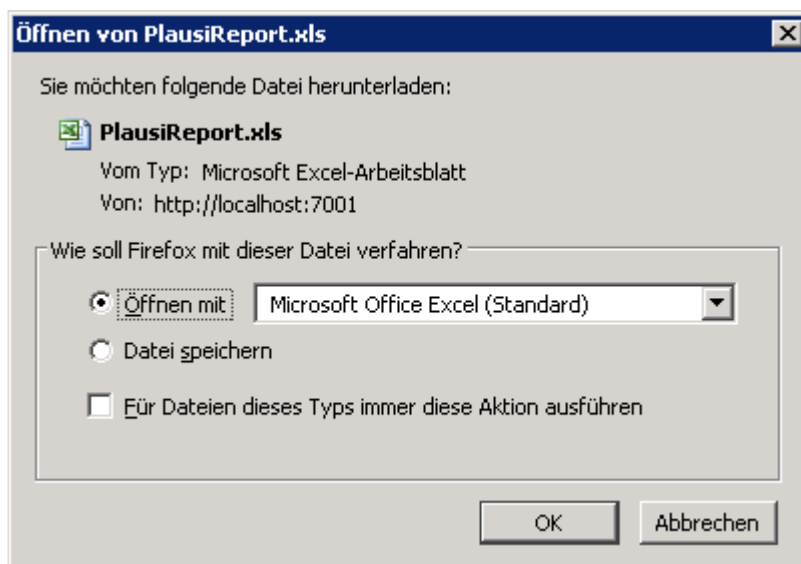 Öffnen von PlausiReport.xls
Sie möchten folgende Datei herunterladen:
PlausiReport.xls
Vom Typ: Microsoft Excel-Arbeitsblatt
Von: http://localhost:7001
Wie soll Firefox mit dieser Datei verfahren?
Öffnen mit Microsoft Office Excel (Standard)
Datei speichern
Für Dateien dieses Typs immer diese Aktion ausführen
OK Abbrechen